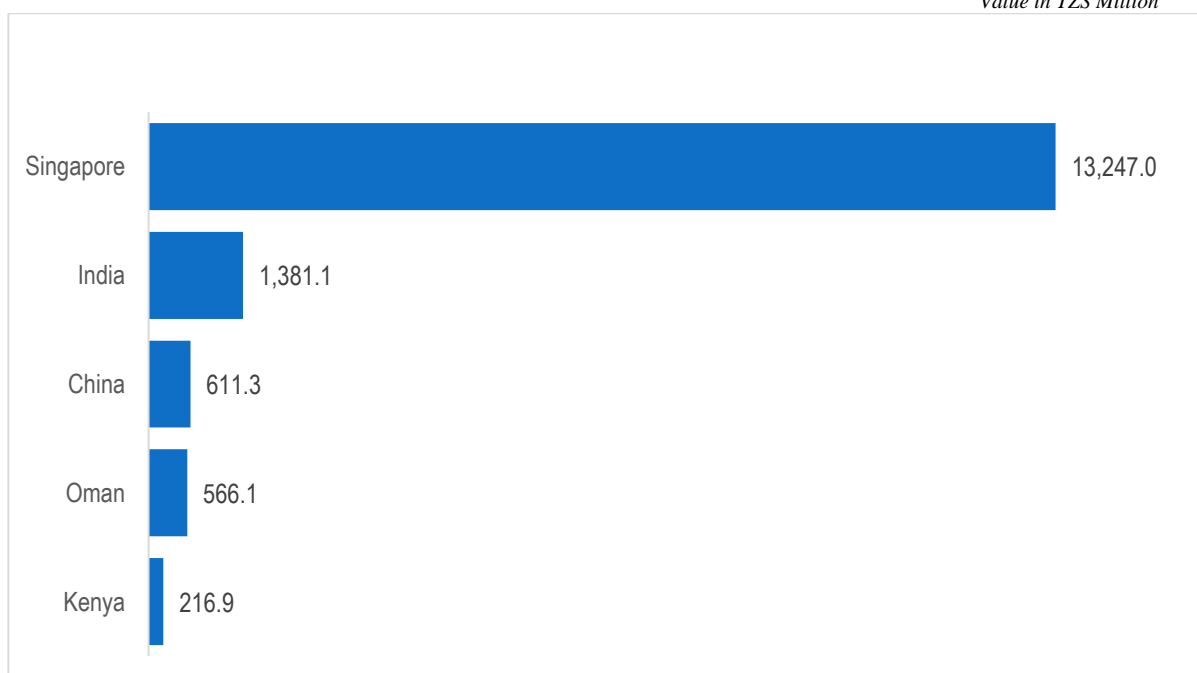 Value in TZS Million
Singapore 13,247.0
India 1,381.1
China 611.3
Oman 566.1
Kenya 216.9